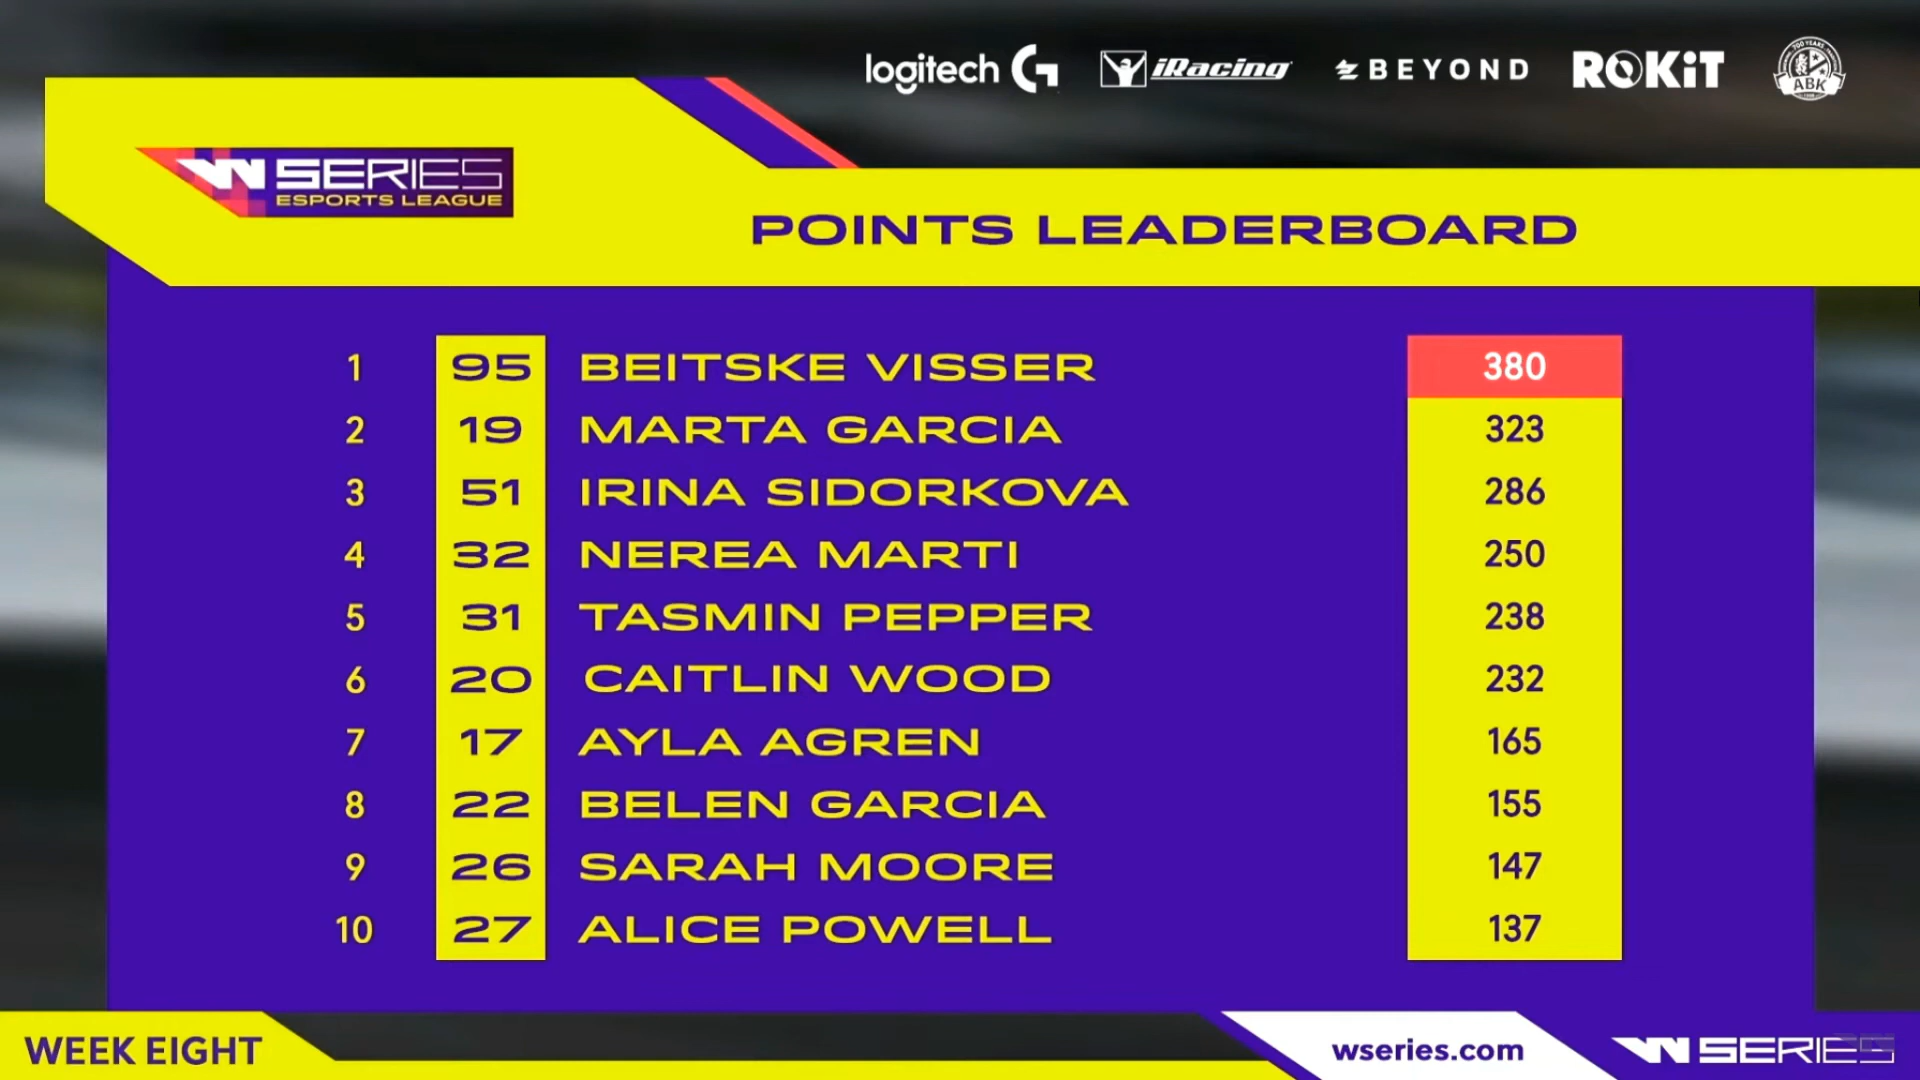 logitech G iRacing BEYOND ROKiT 700 YEARS ABK
W SERIES
ESPORTS LEAGUE
POINTS LEADERBOARD
1 95 BEITSKE VISSER 380
2 19 MARTA GARCIA 323
3 51 IRINA SIDORKOVA 286
4 32 NEREA MARTI 250
5 31 TASMIN PEPPER 238
6 20 CAITLIN WOOD 232
7 17 AYLA AGREN 165
8 22 BELEN GARCIA 155
9 26 SARAH MOORE 147
10 27 ALICE POWELL 137
WEEK EIGHT wseries.com W SERIES